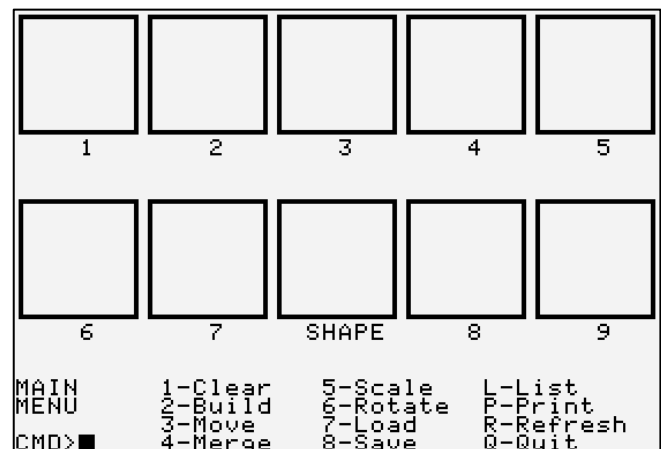 1 2 3 4 5
6 7 SHAPE 8 9
MAIN 1-Clear 5-Scale L-List
MENU 2-Build 6-Rotate P-Print
3-Move 7-Load R-Refresh
CMD> 4-Merge 8-Save Q-Quit